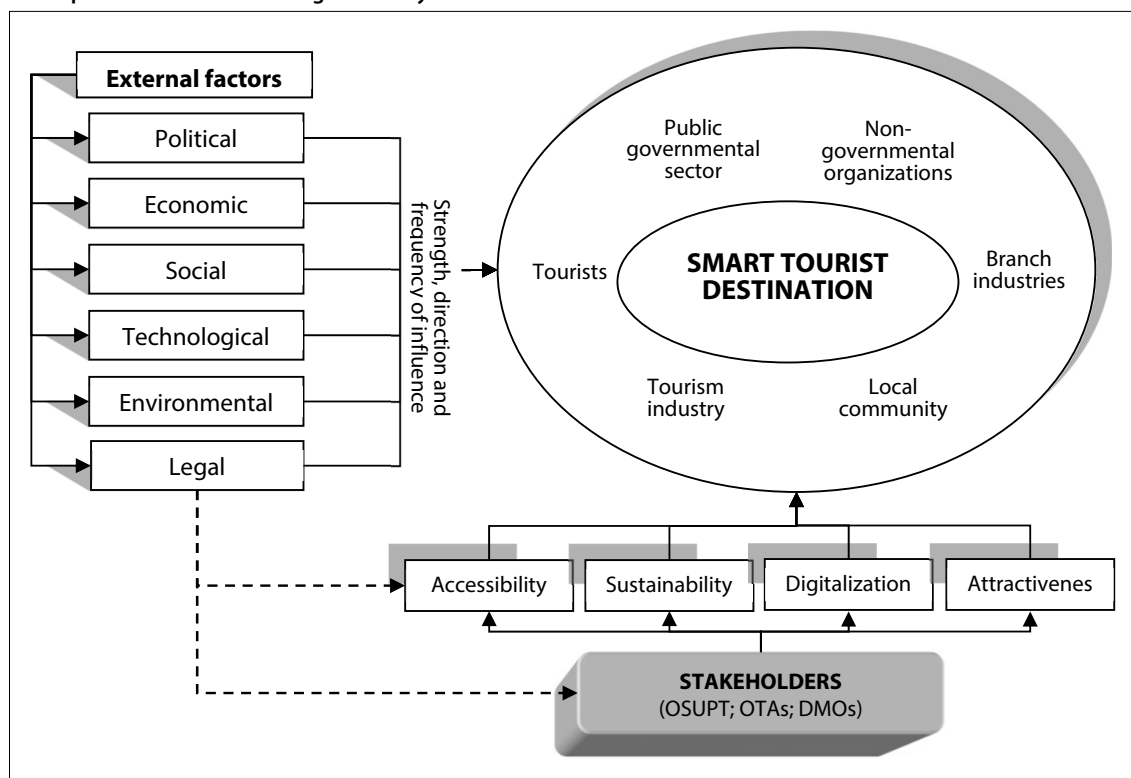 External factors
Political
Economic
Social
Technological
Environmental
Legal
Strength, direction and
frequency of influence
Public
governmental
sector
Non-
governmental
organizations
Tourists
SMART TOURIST
DESTINATION
Branch
industries
Tourism
industry
Local
community
Accessibility
Sustainability
Digitalization
Attractivenes
STAKEHOLDERS
(OSUPT; OTAs; DMOs)